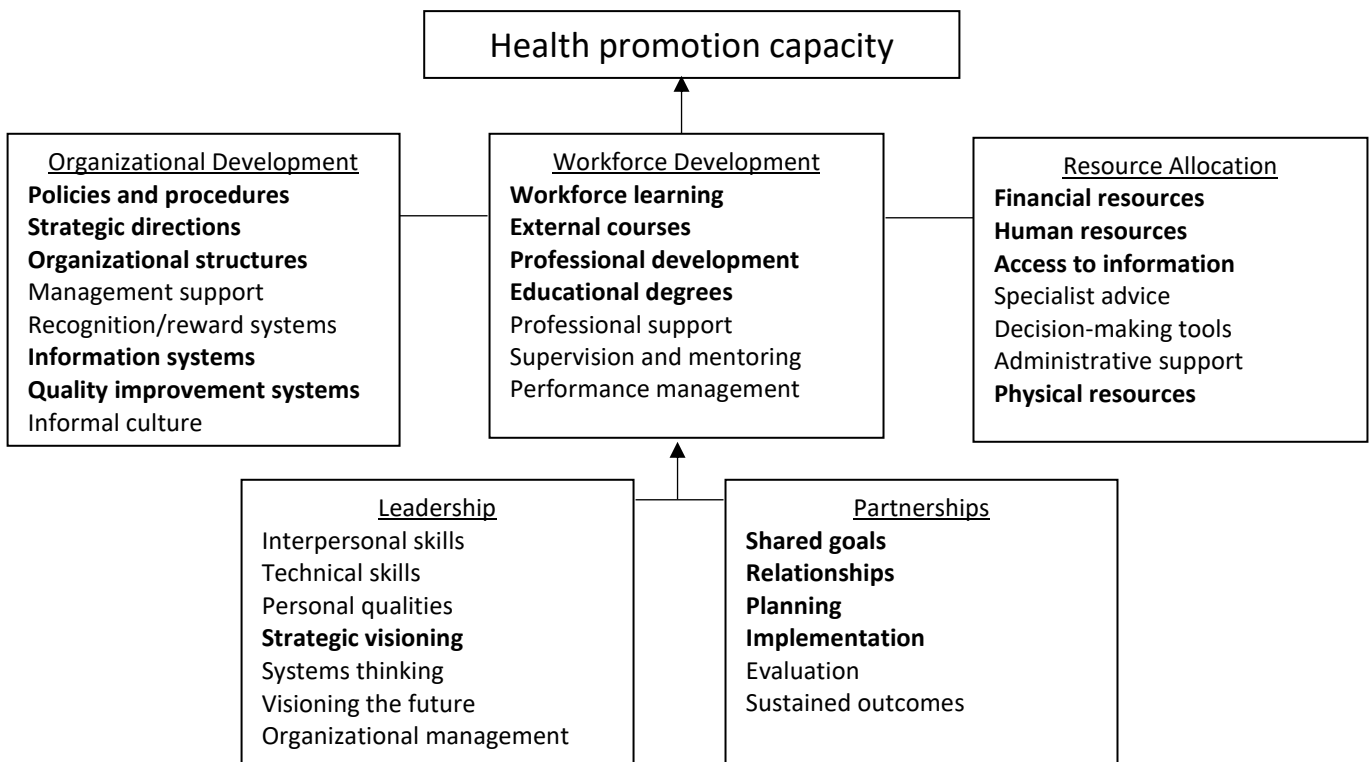 Health promotion capacity
Organizational Development
Policies and procedures
Strategic directions
Organizational structures
Management support
Recognition/reward systems
Information systems
Quality improvement systems
Informal culture
Workforce Development
Workforce learning
External courses
Professional development
Educational degrees
Professional support
Supervision and mentoring
Performance management
Resource Allocation
Financial resources
Human resources
Access to information
Specialist advice
Decision-making tools
Administrative support
Physical resources
Leadership
Interpersonal skills
Technical skills
Personal qualities
Strategic visioning
Systems thinking
Visioning the future
Organizational management
Partnerships
Shared goals
Relationships
Planning
Implementation
Evaluation
Sustained outcomes